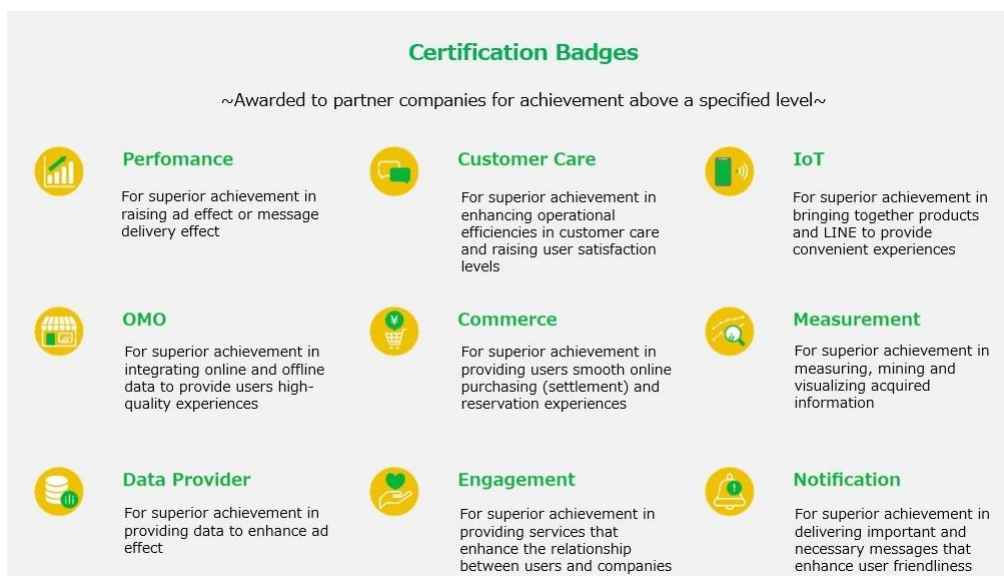 Certification Badges
~Awarded to partner companies for achievement above a specified level~
Perfomance
For superior achievement in
raising ad effect or message
delivery effect
Customer Care
For superior achievement in
enhancing operational
efficiencies in customer care
and raising user satisfaction
levels
IoT
For superior achievement in
bringing together products
and LINE to provide
convenient experiences
OMO
For superior achievement in
integrating online and offline
data to provide users high-
quality experiences
¥
Commerce
For superior achievement in
providing users smooth online
purchasing (settlement) and
reservation experiences
Measurement
For superior achievement in
measuring, mining and
visualizing acquired
information
Data Provider
For superior achievement in
providing data to enhance ad
effect
Engagement
For superior achievement in
providing services that
enhance the relationship
between users and companies
!
Notification
For superior achievement in
delivering important and
necessary messages that
enhance user friendliness